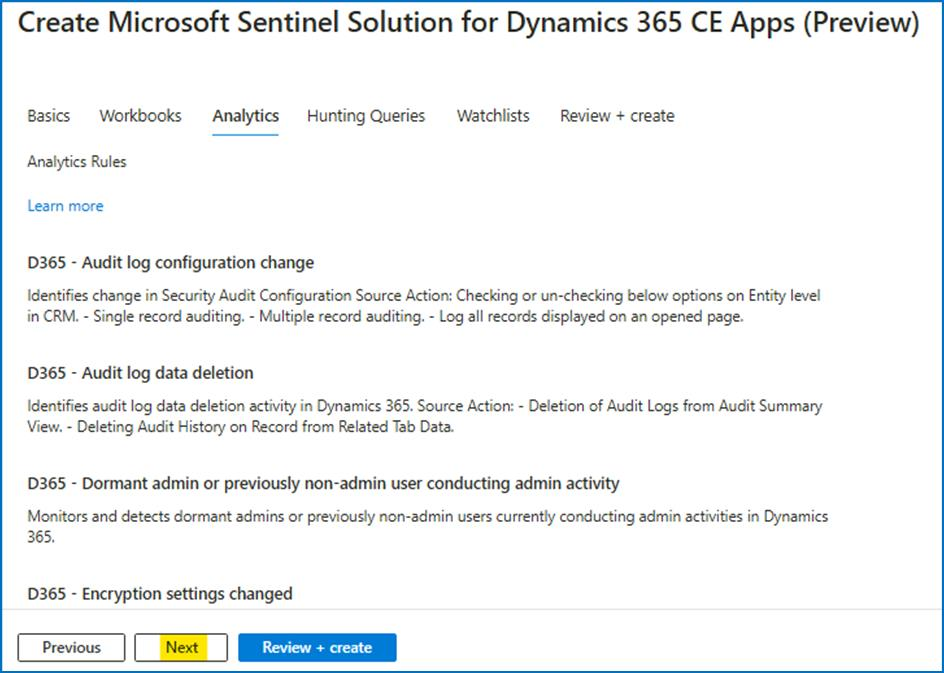 Create Microsoft Sentinel Solution for Dynamics 365 CE Apps (Preview)
Basics Workbooks Analytics Hunting Queries Watchlists Review + create
Analytics Rules
Learn more
D365 - Audit log configuration change
Identifies change in Security Audit Configuration Source Action: Checking or un-checking below options on Entity level
in CRM. - Single record auditing. - Multiple record auditing. - Log all records displayed on an opened page.
D365 - Audit log data deletion
Identifies audit log data deletion activity in Dynamics 365. Source Action: - Deletion of Audit Logs from Audit Summary
View. - Deleting Audit History on Record from Related Tab Data.
D365 - Dormant admin or previously non-admin user conducting admin activity
Monitors and detects dormant admins or previously non-admin users currently conducting admin activities in Dynamics
365.
D365 - Encryption settings changed
Previous Next Review + create